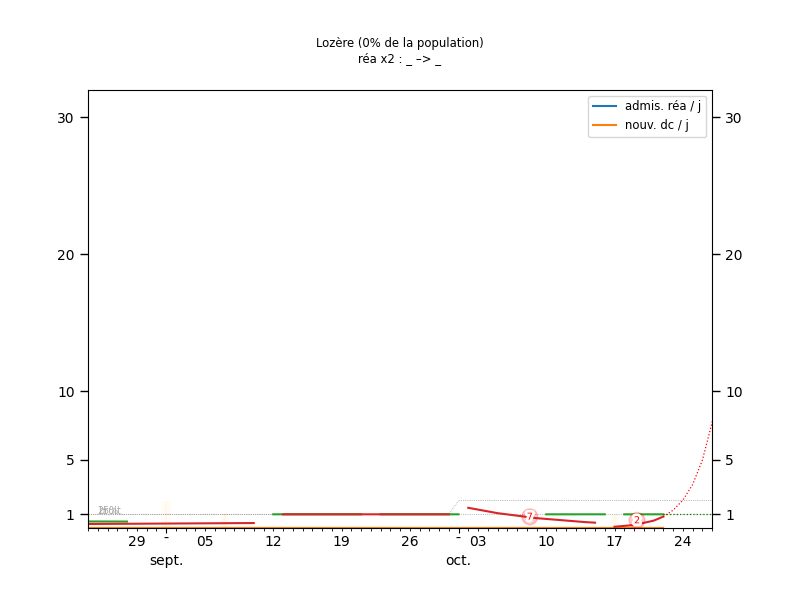 Lozère (0% de la population)
réa x2 : _ –> _
admis. réa / j
nouv. dc / j
30 30
20 20
10 10
5 5
1 1
7 2
29 - 05 12 19 26 - 03 10 17 24
sept. oct.